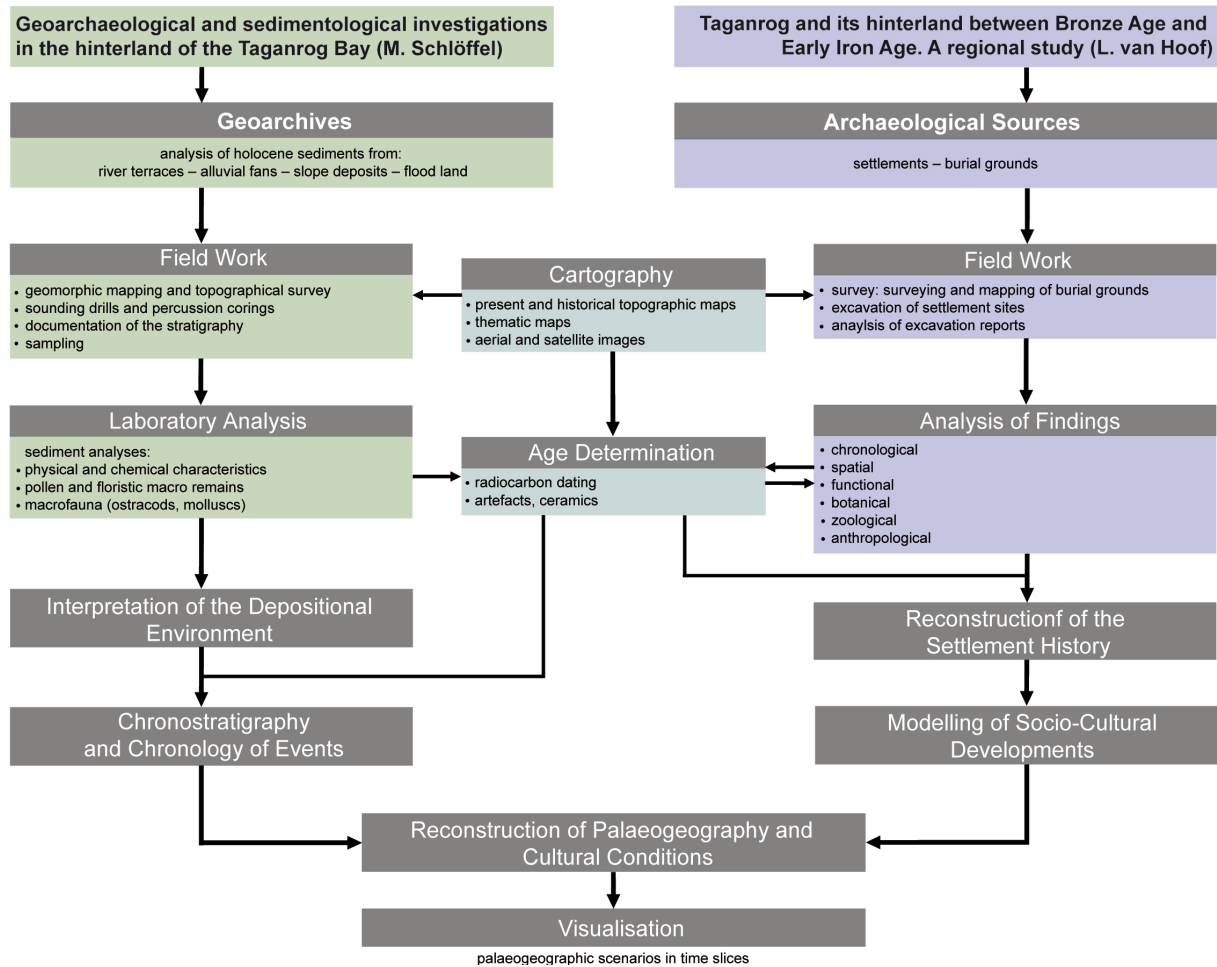 Geoarchaeological and sedimentological investigations
in the hinterland of the Taganrog Bay (M. Schlöffel)
Taganrog and its hinterland between Bronze Age and
Early Iron Age. A regional study (L. van Hoof)
Geoarchives
analysis of holocene sediments from:
river terraces – alluvial fans – slope deposits – flood land
Archaeological Sources
settlements – burial grounds
Field Work
• geomorphic mapping and topographical survey
• sounding drills and percussion corings
• documentation of the stratigraphy
• sampling
Cartography
• present and historical topographic maps
• thematic maps
• aerial and satellite images
Field Work
• survey: surveying and mapping of burial grounds
• excavation of settlement sites
• anaylsis of excavation reports
Laboratory Analysis
sediment analyses:
• physical and chemical characteristics
• pollen and floristic macro remains
• macrofauna (ostracods, molluscs)
Age Determination
• radiocarbon dating
• artefacts, ceramics
Analysis of Findings
• chronological
• spatial
• functional
• botanical
• zoological
• anthropological
Interpretation of the Depositional
Environment
Reconstructionf of the
Settlement History
Chronostratigraphy
and Chronology of Events
Modelling of Socio-Cultural
Developments
Reconstruction of Palaeogeography and
Cultural Conditions
Visualisation
palaeogeographic scenarios in time slices